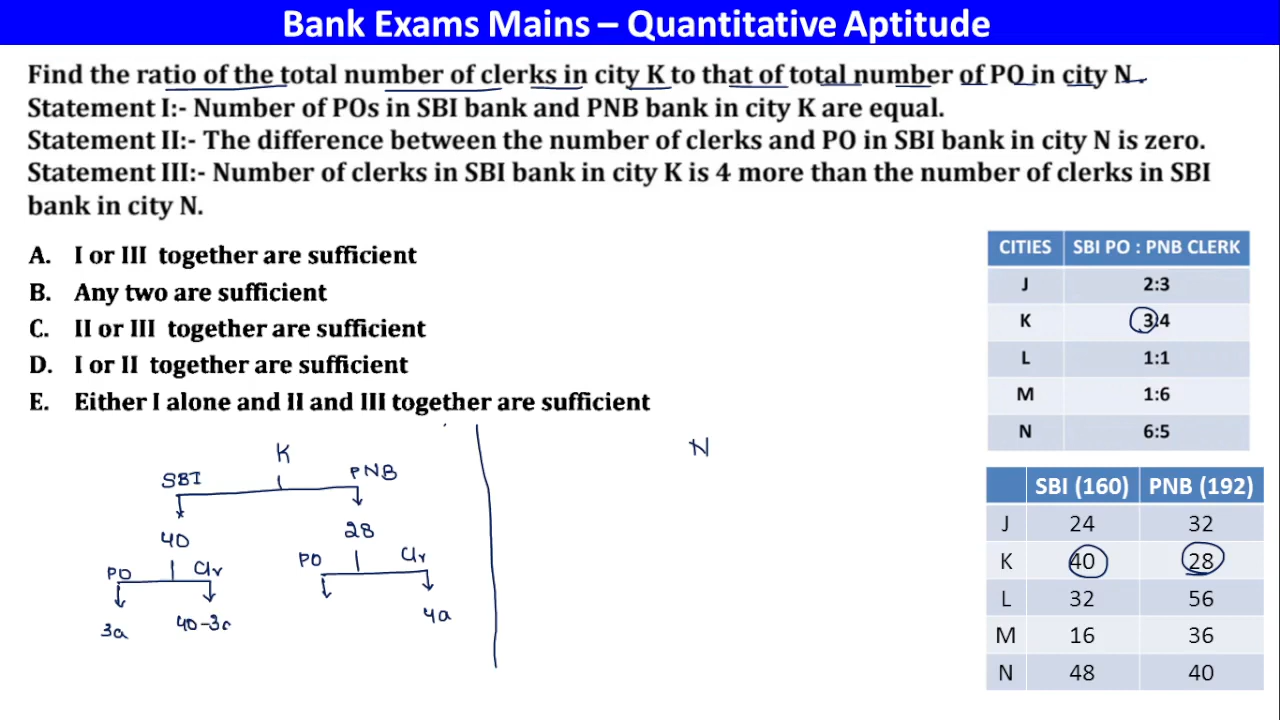 Bank Exams Mains – Quantitative Aptitude
Find the ratio of the total number of clerks in city K to that of total number of PO in city N .
Statement I:- Number of POs in SBI bank and PNB bank in city K are equal.
Statement II:- The difference between the number of clerks and PO in SBI bank in city N is zero.
Statement III:- Number of clerks in SBI bank in city K is 4 more than the number of clerks in SBI
bank in city N.
A. I or III together are sufficient
B. Any two are sufficient
C. II or III together are sufficient
D. I or II together are sufficient
E. Either I alone and II and III together are sufficient
CITIES SBI PO : PNB CLERK
J 2:3
K 3:4
L 1:1
M 1:6
N 6:5
SBI (160) PNB (192)
J 24 32
K 40 28
L 32 56
M 16 36
N 48 40
K
SBI PNB
40 28
PO Clr PO Clr
3a 40-3a 4a
N